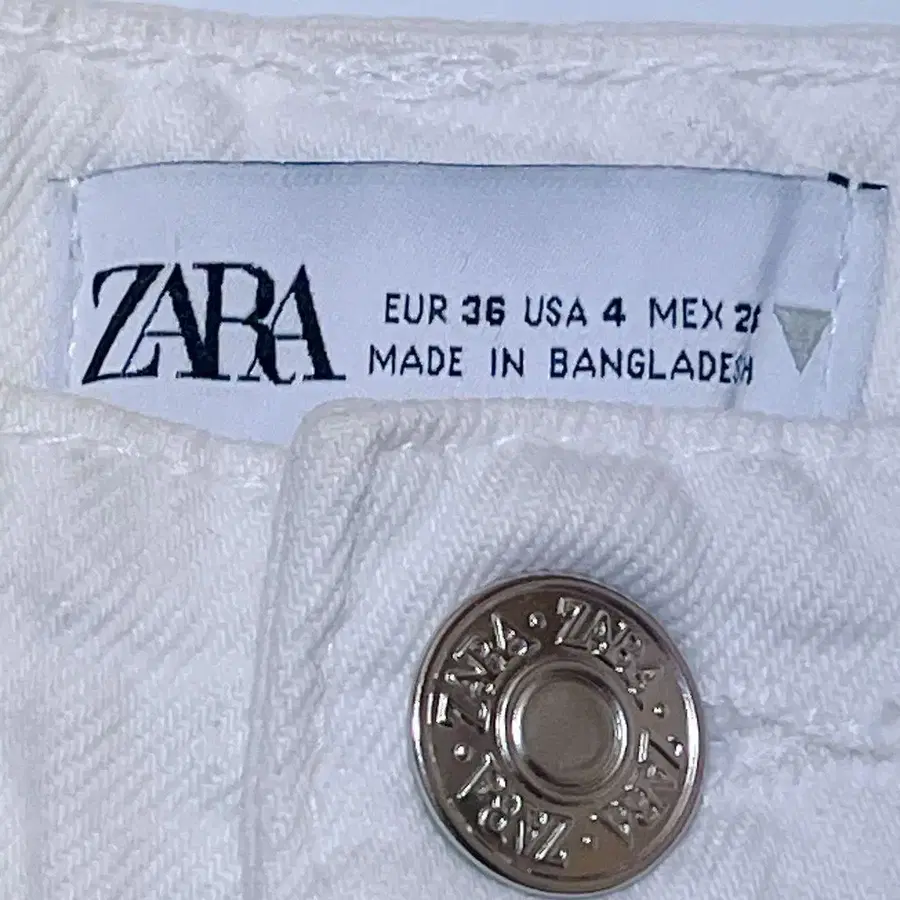 ZARA
EUR 36 USA 4 MEX
MADE IN BANGLADESH
ZARA · ZARA · ZARA · ZARA ·